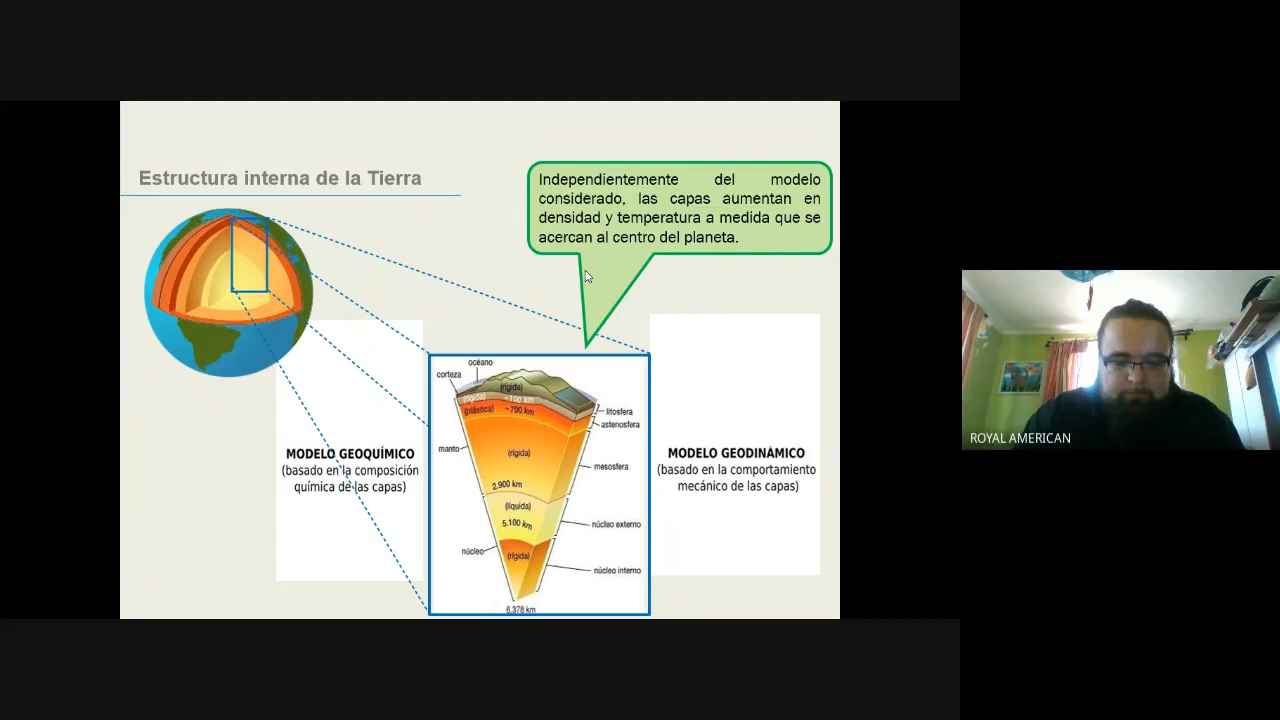 Estructura interna de la Tierra
Independientemente del modelo
considerado, las capas aumentan en
densidad y temperatura a medida que se
acercan al centro del planeta.
MODELO GEOQUÍMICO
(basado en la composición
química de las capas)
océano
corteza
(rígida)
(rígida) ~100 km
(plástica) ~700 km
litosfera
astenosfera
manto
(rígida)
mesosfera
2.900 km
(líquida)
5.100 km
núcleo externo
núcleo
(rígida)
núcleo interno
6.378 km
MODELO GEODINÁMICO
(basado en la comportamiento
mecánico de las capas)
ROYAL AMERICAN